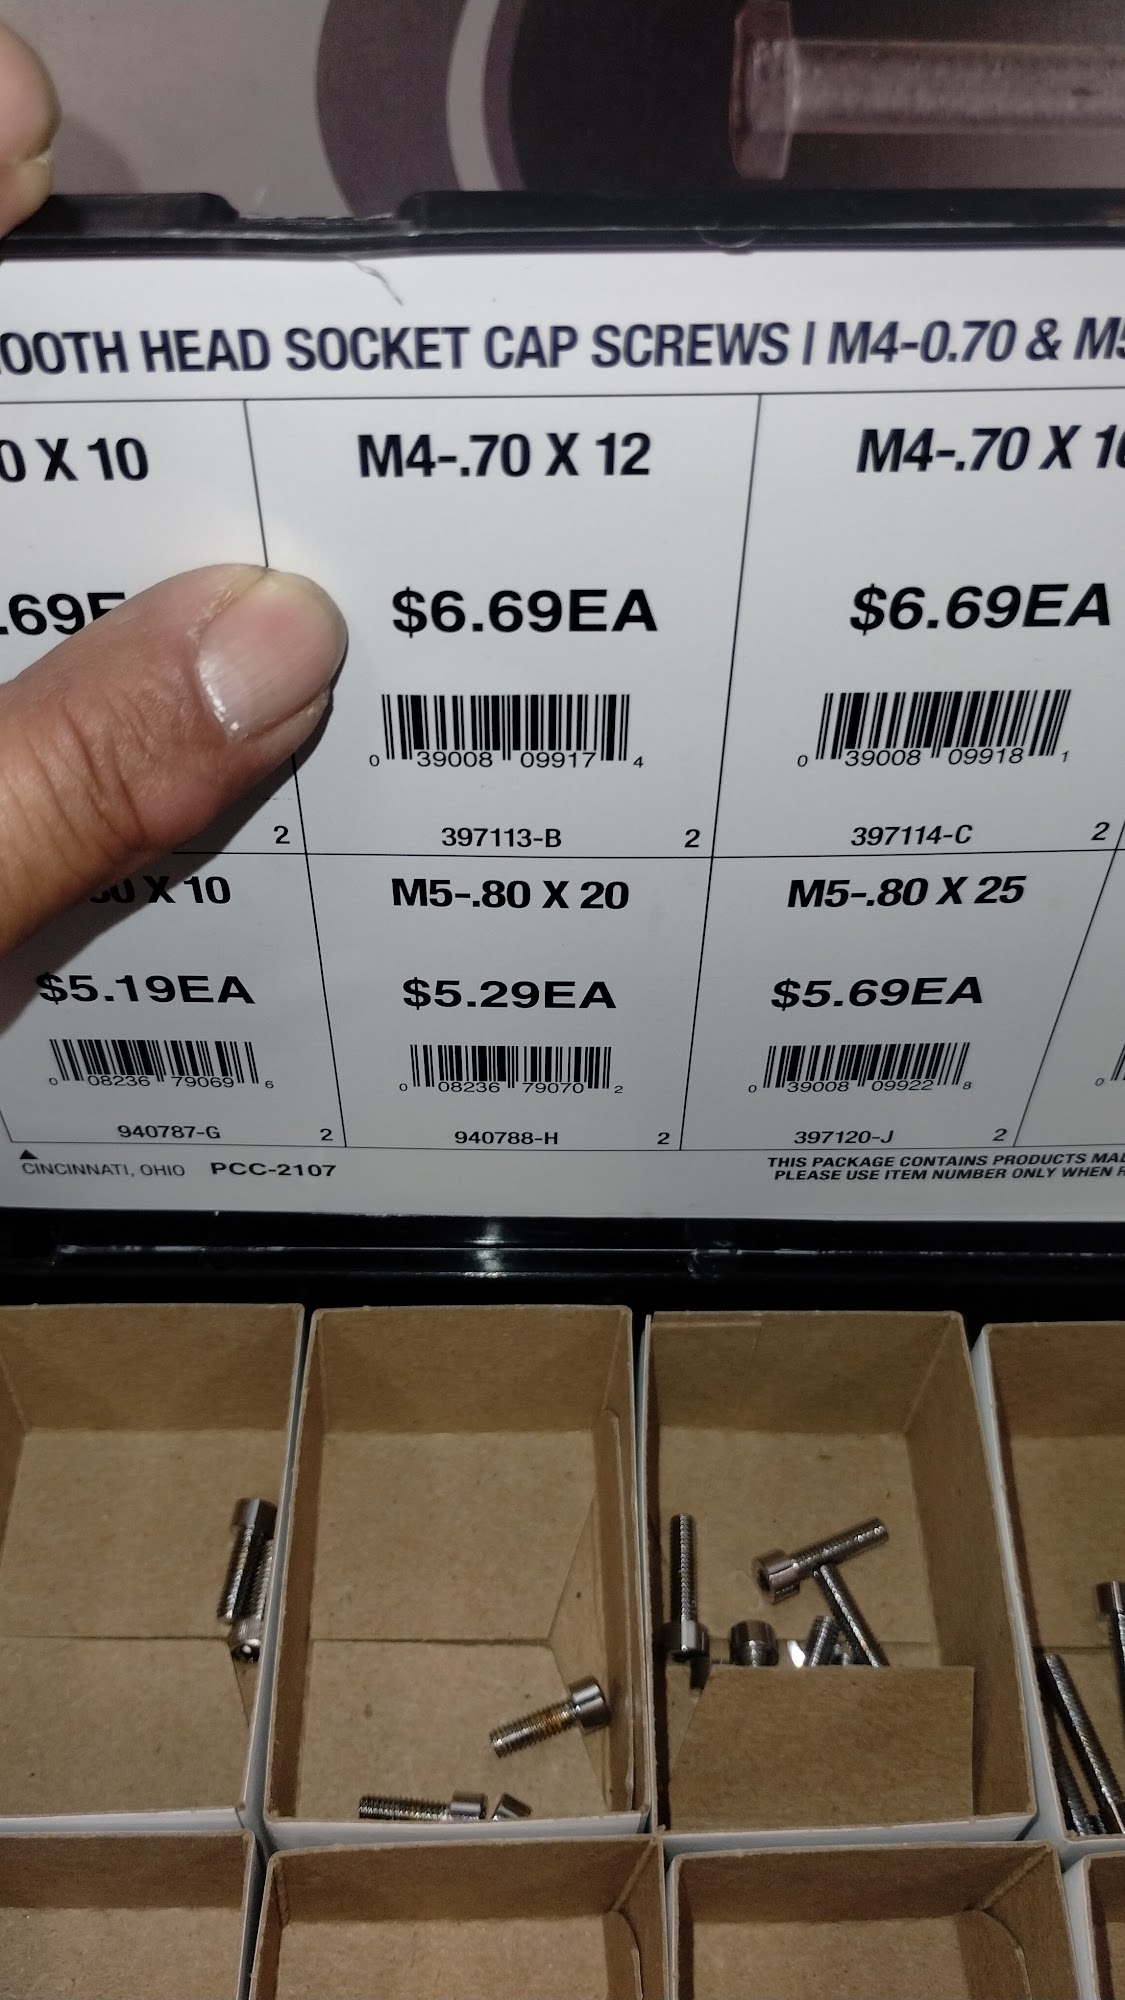 OOTH HEAD SOCKET CAP SCREWS | M4-0.70 & M5
0 X 10
M4-.70 X 12
M4-.70 X 1
.69E
$6.69EA
$6.69EA
0 39008 09917 4
0 39008 09918 1
2
397113-B 2
397114-C 2
.80 X 10
M5-.80 X 20
M5-.80 X 25
$5.19EA
$5.29EA
$5.69EA
0 08236 79069 6
0 08236 79070 2
0 39008 09922 8
0
940787-G 2
940788-H 2
397120-J 2
CINCINNATI, OHIO PCC-2107
THIS PACKAGE CONTAINS PRODUCTS
PLEASE USE ITEM NUMBER ONLY WHEN